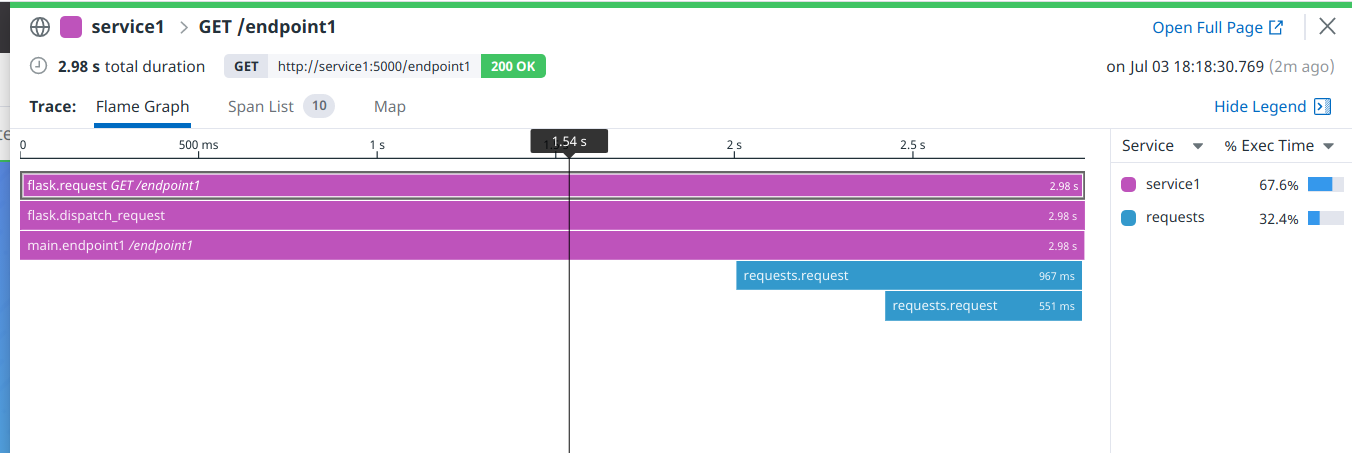 service1 > GET /endpoint1
Open Full Page
2.98 s total duration
GET http://service1:5000/endpoint1 200 OK
on Jul 03 18:18:30.769 (2m ago)
Trace: Flame Graph Span List 10 Map
Hide Legend
0 500 ms 1 s 1.54 s 2 s 2.5 s
flask.request GET /endpoint1 2.98 s
flask.dispatch_request 2.98 s
main.endpoint1 /endpoint1 2.98 s
requests.request 967 ms
requests.request 551 ms
Service % Exec Time
service1 67.6%
requests 32.4%